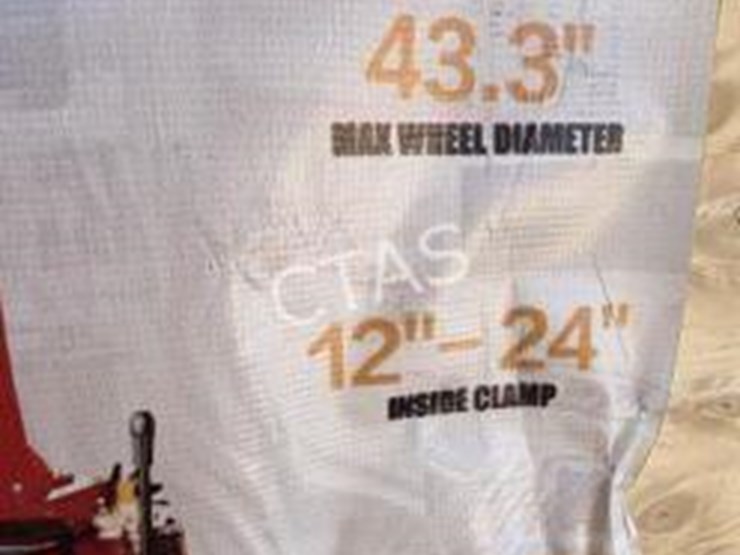 43.3"
MAX WHEEL DIAMETER
CTAS
12"– 24"
INSIDE CLAMP